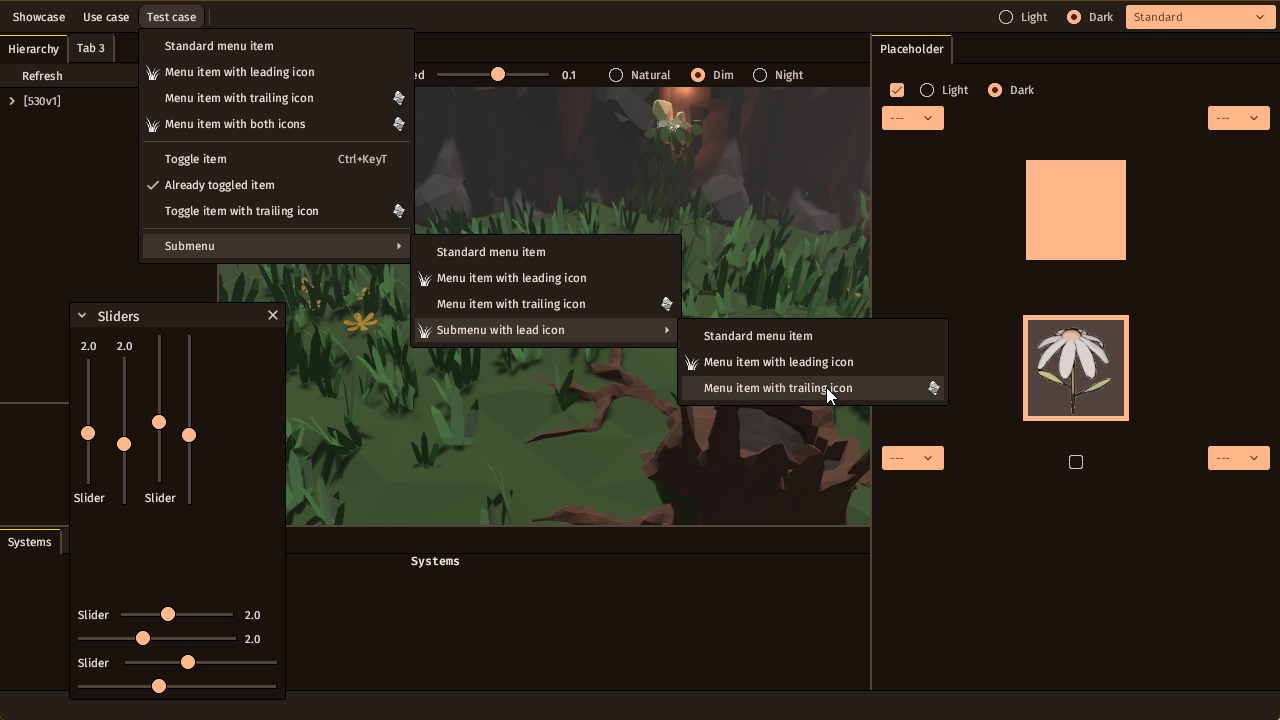 Showcase
Use case
Test case
Light
Dark
Standard
Hierarchy
Tab 3
Refresh
[530v1]
Standard menu item
Menu item with leading icon
Menu item with trailing icon
Menu item with both icons
Toggle item Ctrl+KeyT
Already toggled item
Toggle item with trailing icon
Submenu
0.1
Natural
Dim
Night
Standard menu item
Menu item with leading icon
Menu item with trailing icon
Submenu with lead icon
Standard menu item
Menu item with leading icon
Menu item with trailing icon
Placeholder
Light
Dark
---
---
---
---
Sliders
2.0
2.0
Slider
Slider
Slider
2.0
2.0
Slider
Systems
Systems